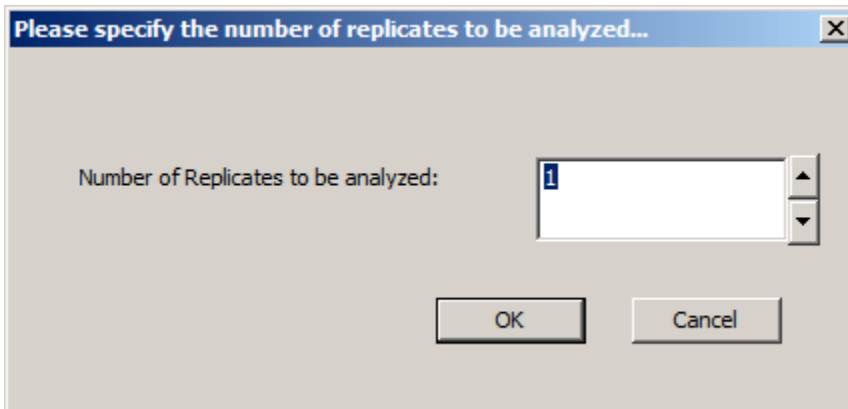 Please specify the number of replicates to be analyzed...
Number of Replicates to be analyzed:
1
OK
Cancel